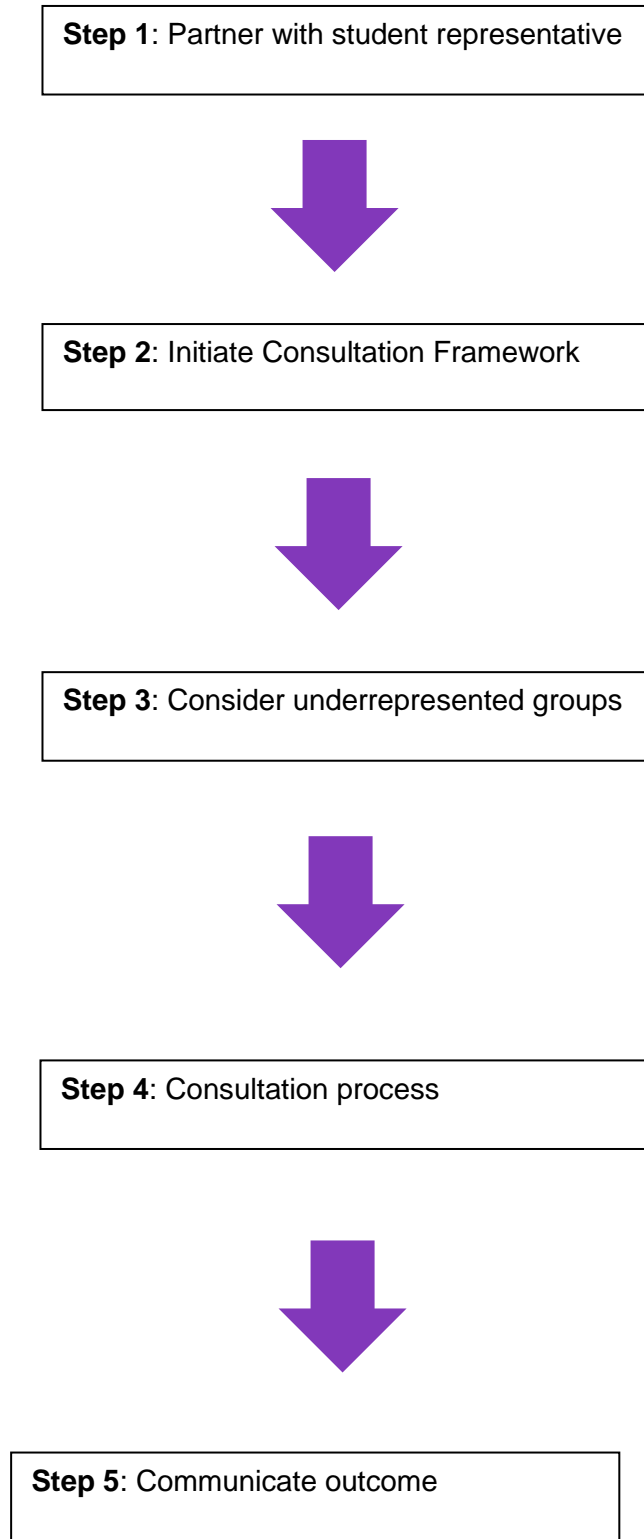 Step 1: Partner with student representative
Step 2: Initiate Consultation Framework
Step 3: Consider underrepresented groups
Step 4: Consultation process
Step 5: Communicate outcome